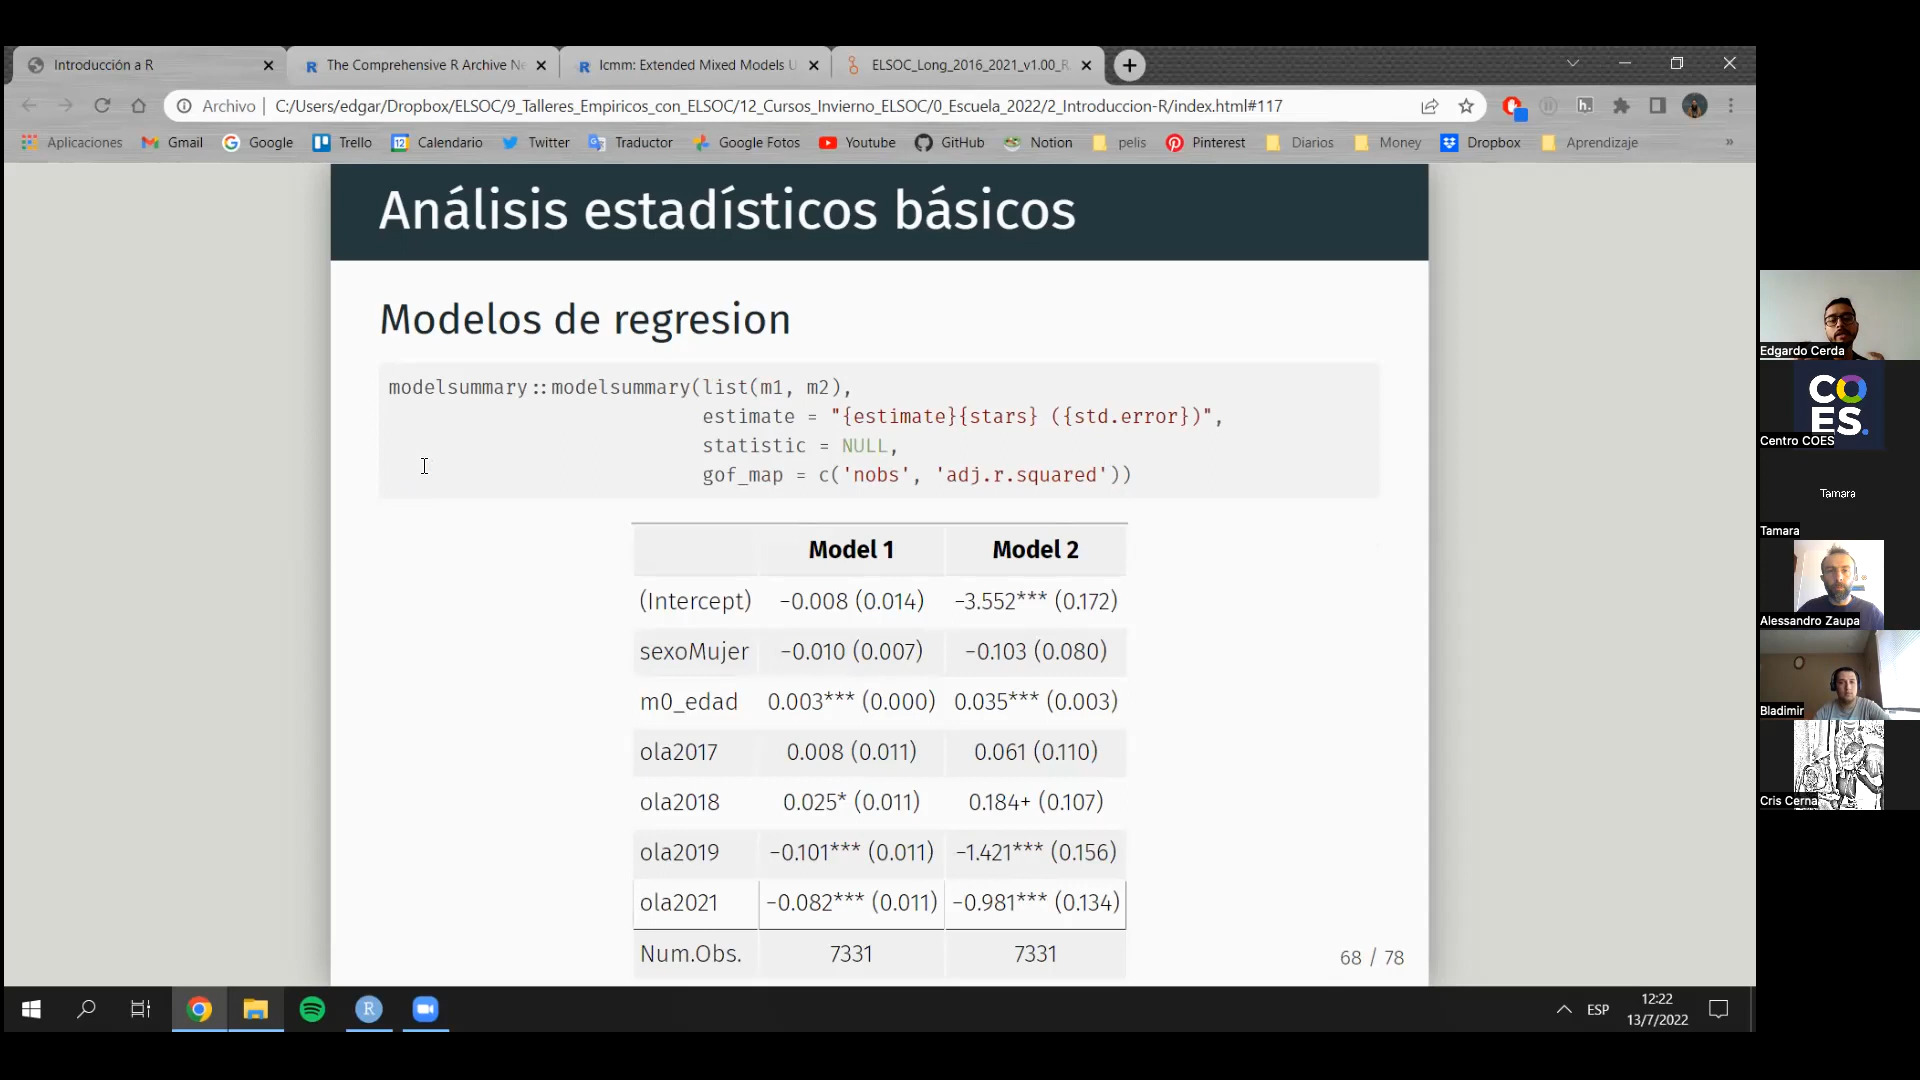 Introducción a R
The Comprehensive R Archive Ne
lcmm: Extended Mixed Models U
ELSOC_Long_2016_2021_v1.00_R
Archivo | C:/Users/edgar/Dropbox/ELSOC/9_Talleres_Empiricos_con_ELSOC/12_Cursos_Invierno_ELSOC/0_Escuela_2022/2_Introduccion-R/index.html#117
Aplicaciones Gmail Google Trello Calendario Twitter Traductor Google Fotos Youtube GitHub Notion pelis Pinterest Diarios Money Dropbox Aprendizaje »
Análisis estadísticos básicos
Modelos de regresion
modelsummary::modelsummary(list(m1, m2),
estimate = "{estimate}{stars} ({std.error})",
statistic = NULL,
gof_map = c('nobs', 'adj.r.squared'))
Model 1 Model 2
(Intercept) −0.008 (0.014) −3.552*** (0.172)
sexoMujer −0.010 (0.007) −0.103 (0.080)
m0_edad 0.003*** (0.000) 0.035*** (0.003)
ola2017 0.008 (0.011) 0.061 (0.110)
ola2018 0.025* (0.011) 0.184+ (0.107)
ola2019 −0.101*** (0.011) −1.421*** (0.156)
ola2021 −0.082*** (0.011) −0.981*** (0.134)
Num.Obs. 7331 7331
68 / 78
Edgardo Cerda
CO
ES.
Centro COES
Tamara
Tamara
Alessandro Zaupa
Bladimir
Cris Cerna
ESP
12:22
13/7/2022